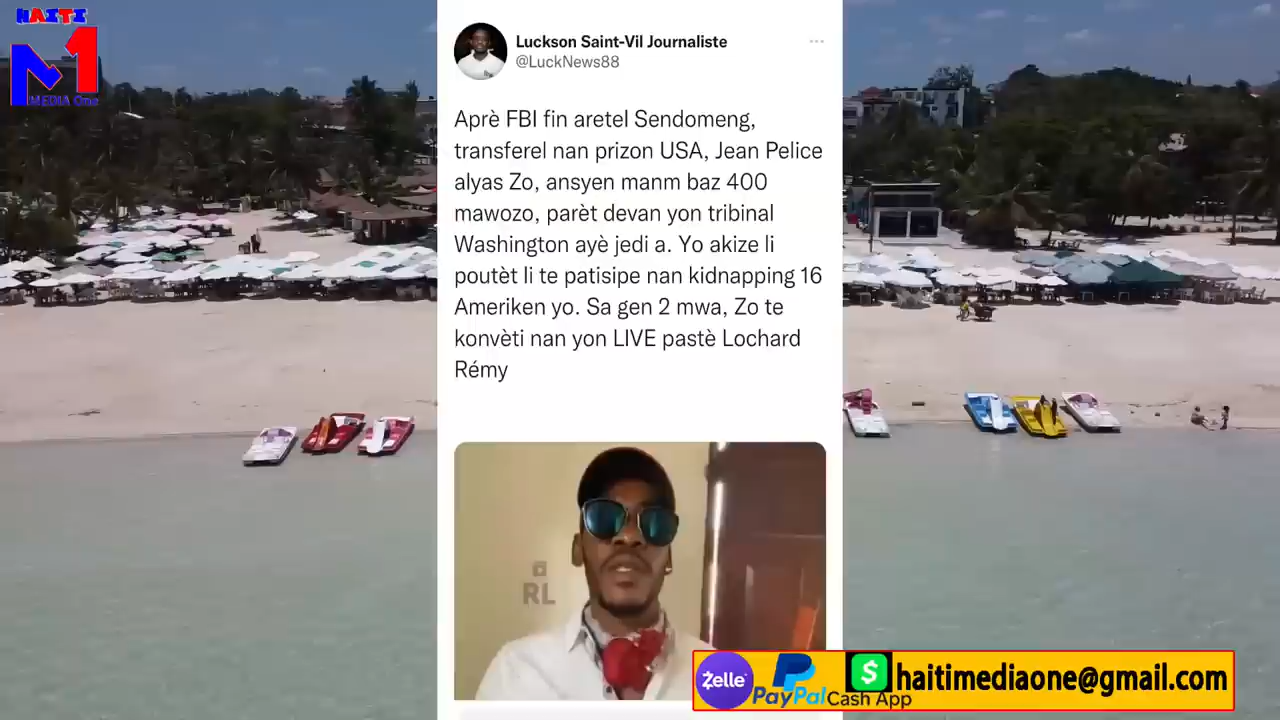 HAITI
M1
MEDIA One
Luckson Saint-Vil Journaliste
@LuckNews88
Aprè FBI fin aretel Sendomeng,
transferel nan prizon USA, Jean Pelice
alyas Zo, ansyen manm baz 400
mawozo, parèt devan yon tribinal
Washington ayè jedi a. Yo akize li
poutèt li te patisipe nan kidnapping 16
Ameriken yo. Sa gen 2 mwa, Zo te
konvèti nan yon LIVE pastè Lochard
Rémy
RL
Zelle
PayPal
$
Cash App
haitimediaone@gmail.com